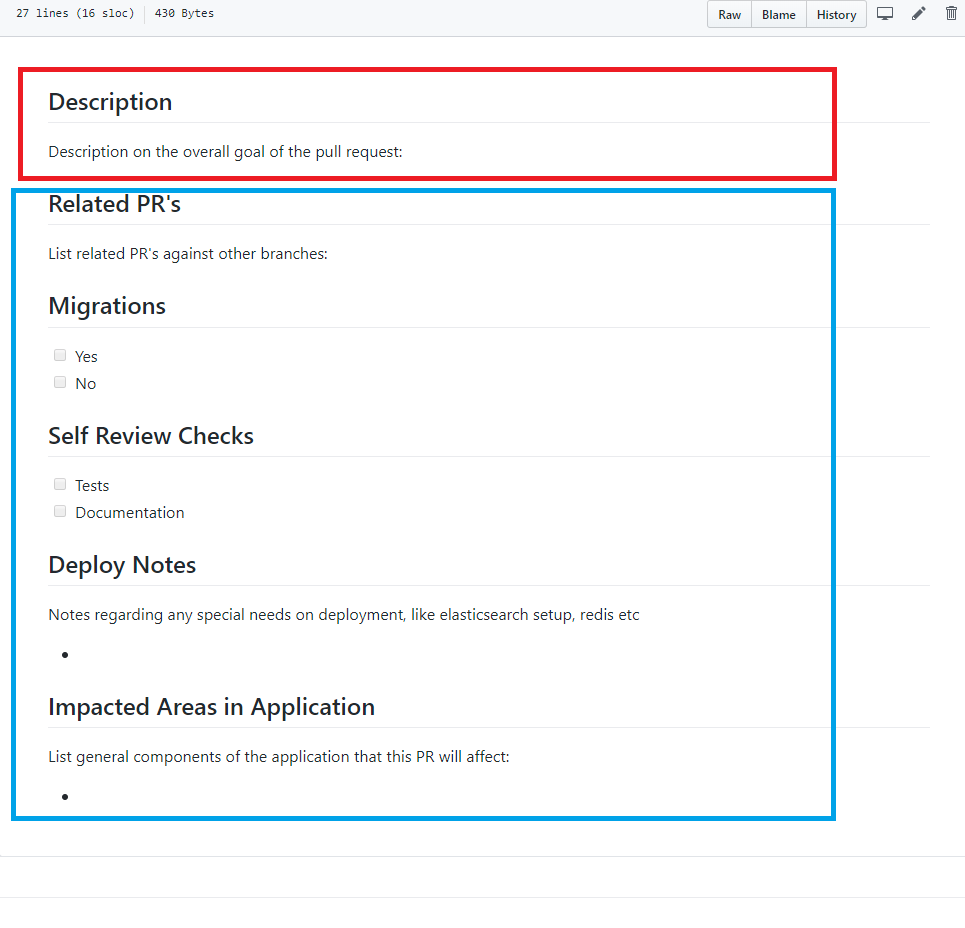 27 lines (16 sloc) 430 Bytes Raw Blame History
Description
Description on the overall goal of the pull request:
Related PR's
List related PR's against other branches:
Migrations
Yes
No
Self Review Checks
Tests
Documentation
Deploy Notes
Notes regarding any special needs on deployment, like elasticsearch setup, redis etc
Impacted Areas in Application
List general components of the application that this PR will affect: